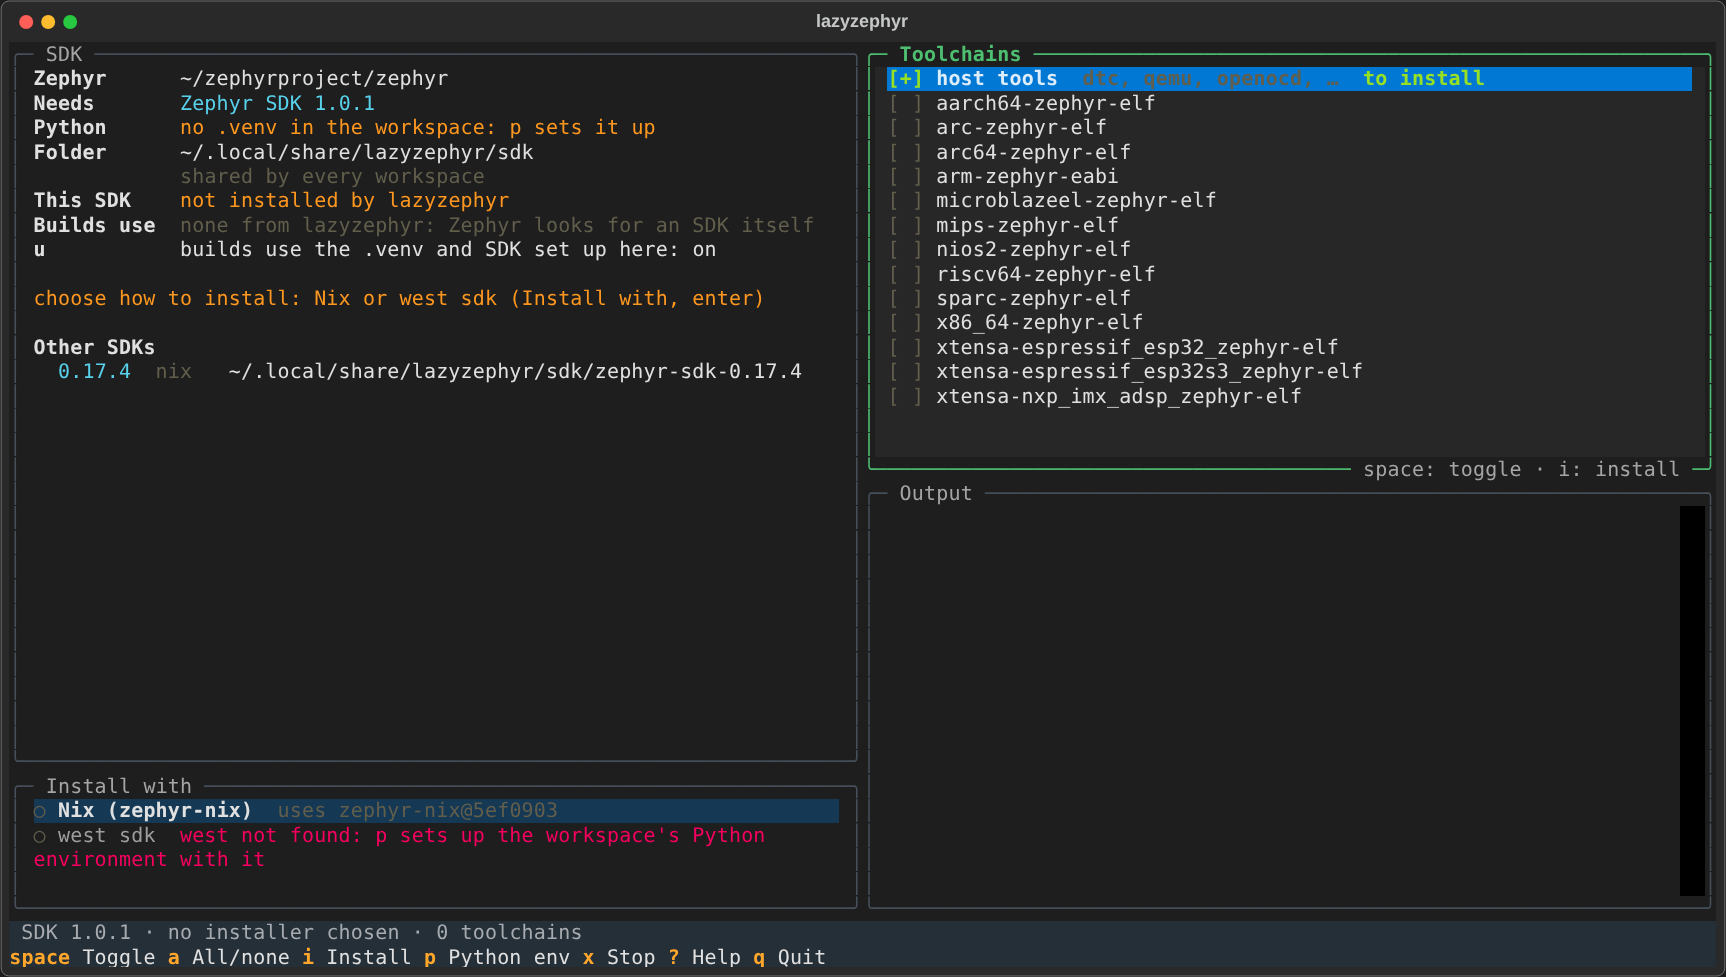 lazyzephyr
SDK
Zephyr ~/zephyrproject/zephyr
Needs Zephyr SDK 1.0.1
Python no .venv in the workspace: p sets it up
Folder ~/.local/share/lazyzephyr/sdk
shared by every workspace
This SDK not installed by lazyzephyr
Builds use none from lazyzephyr: Zephyr looks for an SDK itself
u builds use the .venv and SDK set up here: on
choose how to install: Nix or west sdk (Install with, enter)
Other SDKs
0.17.4 nix ~/.local/share/lazyzephyr/sdk/zephyr-sdk-0.17.4
Install with
○ Nix (zephyr-nix) uses zephyr-nix@5ef0903
○ west sdk west not found: p sets up the workspace's Python
environment with it
Toolchains
[+] host tools dtc, qemu, openocd, … to install
[ ] aarch64-zephyr-elf
[ ] arc-zephyr-elf
[ ] arc64-zephyr-elf
[ ] arm-zephyr-eabi
[ ] microblazeel-zephyr-elf
[ ] mips-zephyr-elf
[ ] nios2-zephyr-elf
[ ] riscv64-zephyr-elf
[ ] sparc-zephyr-elf
[ ] x86_64-zephyr-elf
[ ] xtensa-espressif_esp32_zephyr-elf
[ ] xtensa-espressif_esp32s3_zephyr-elf
[ ] xtensa-nxp_imx_adsp_zephyr-elf
space: toggle · i: install
Output
SDK 1.0.1 · no installer chosen · 0 toolchains
space Toggle a All/none i Install p Python env x Stop ? Help q Quit